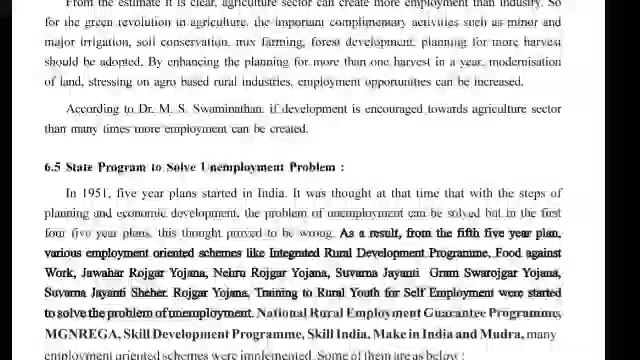 From the estimate it is clear, agriculture sector can create more employment than industry. So
for the green revolution in agriculture, the important complimentary activities such as minor and
major irrigation, soil conservation, mix farming, forest development, planning for more harvest
should be adopted. By enhancing the planning for more than one harvest in a year, modernisation
of land, stressing on agro based rural industries, employment opportunities can be increased.
According to Dr. M. S. Swaminathan, if development is encouraged towards agriculture sector
than many times more employment can be created.
6.5 State Program to Solve Unemployment Problem :
In 1951, five year plans started in India. It was thought at that time that with the steps of
planning and economic development, the problem of unemployment can be solved but in the first
four five year plans, this thought proved to be wrong. As a result, from the fifth five year plan,
various employment oriented schemes like Integrated Rural Development Programme, Food against
Work, Jawahar Rojgar Yojana, Nehru Rojgar Yojana, Suvarna Jayanti Gram Swarojgar Yojana,
Suvarna Jayanti Sheher Rojgar Yojana, Training to Rural Youth for Self Employment were started
to solve the problem of unemployment. National Rural Employment Guarantee Programme,
MGNREGA, Skill Development Programme, Skill India, Make in India and Mudra, many
employment oriented schemes were implemented. Some of them are as below :